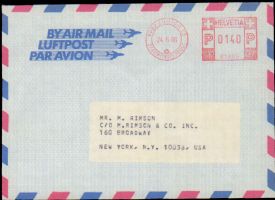 BY AIR MAIL
LUFTPOST
PAR AVION
HELVETIA
P 0140 P
MR. M. RIMSON
C/O M.RIMSON & CO. INC.
160 BROADWAY
NEW YORK, N.Y. 10038, USA